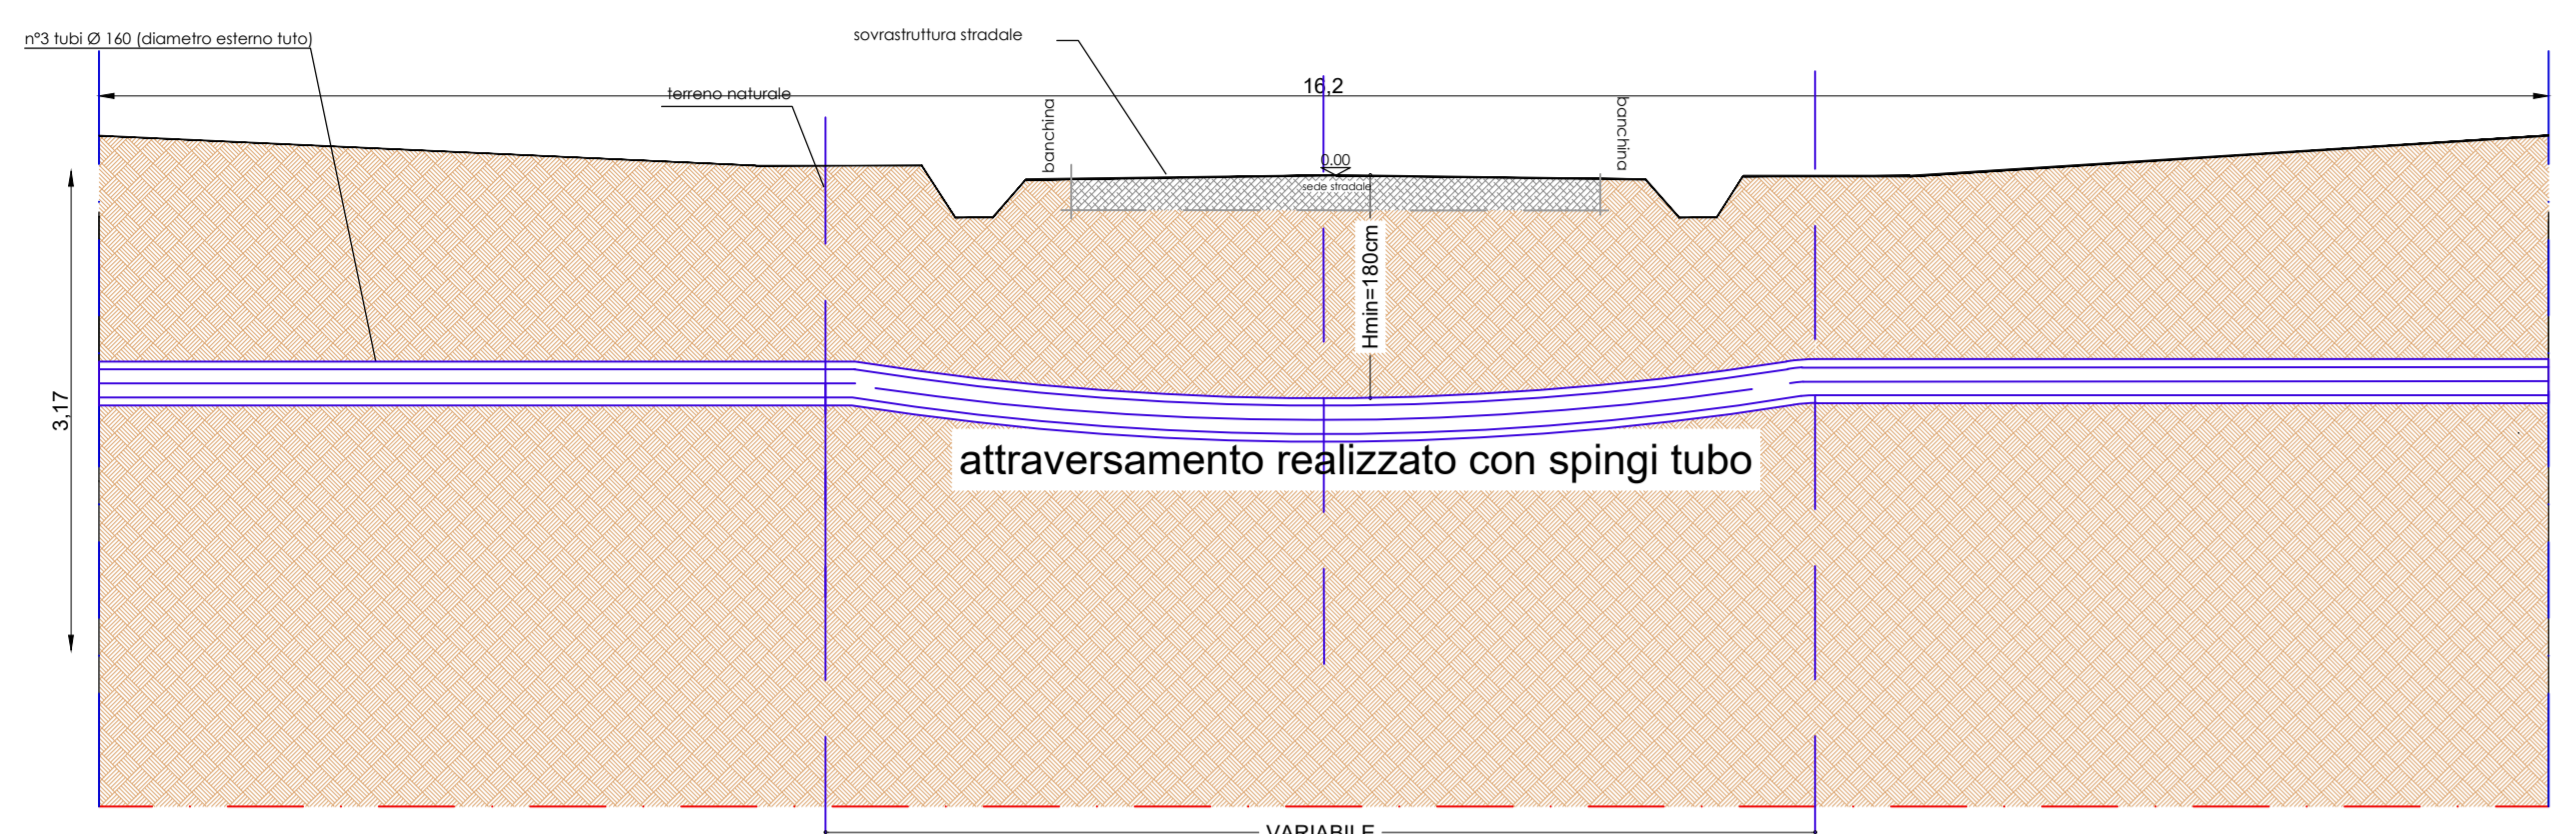 n°3 tubi Ø 160 (diametro esterno tuto)
sovrastruttura stradale
terreno naturale
16,2
banchina
banchina
0.00
sede stradale
Hmin=180cm
3,17
attraversamento realizzato con spingi tubo
VARIABILE